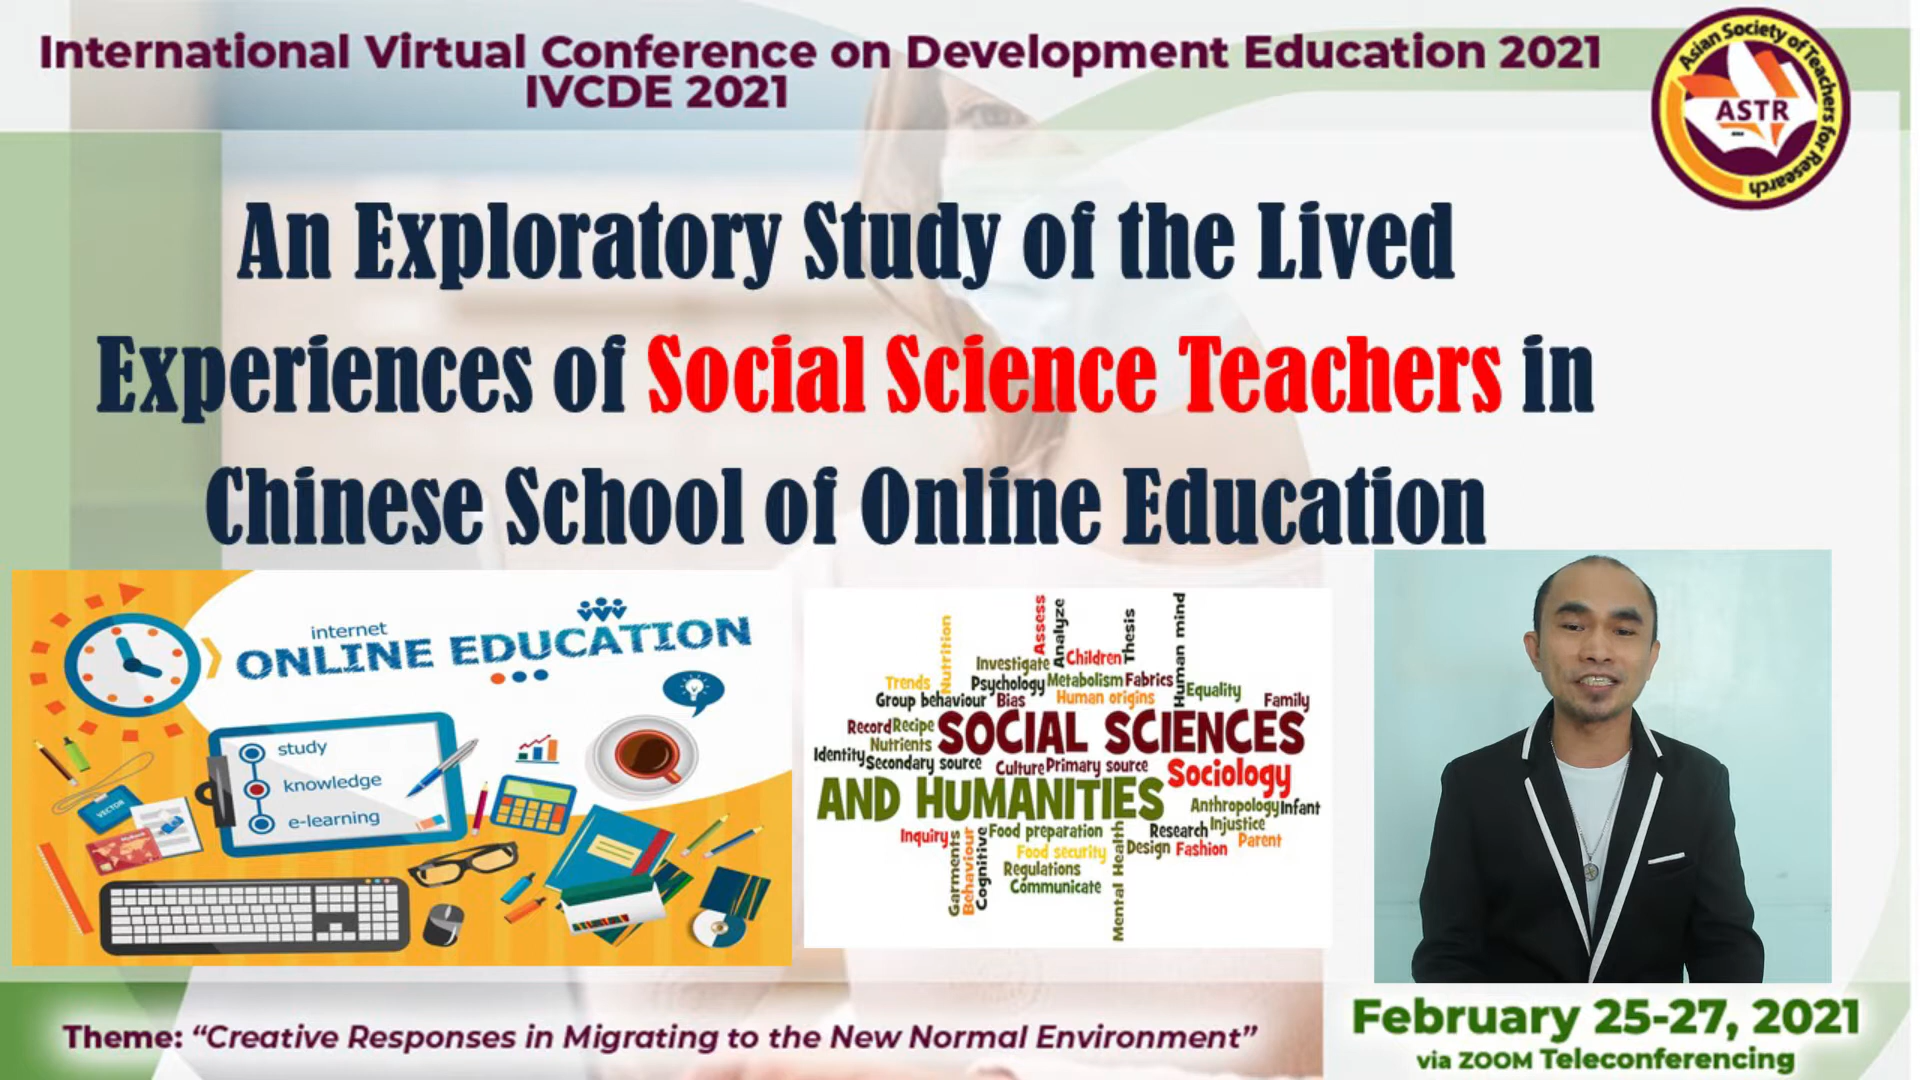 International Virtual Conference on Development Education 2021
IVCDE 2021
Asian Society of Teachers for Research
ASTR
An Exploratory Study of the Lived
Experiences of Social Science Teachers in
Chinese School of Online Education
internet
ONLINE EDUCATION
study
knowledge
e-learning
VECTOR
Nutrition
Assess
Analyze
Thesis
Human mind
Investigate
Children
Trends
Psychology
Metabolism
Fabrics
Equality
Group behaviour
Bias
Human origins
Family
Record
Recipe
SOCIAL SCIENCES
Nutrients
Identity
Secondary source
Culture
Primary source
Sociology
AND HUMANITIES
Anthropology
Infant
Inquiry
Garments
Behaviour
Cognitive
Food preparation
Mental Health
Research
Injustice
Food security
Design
Fashion
Parent
Regulations
Communicate
Theme: “Creative Responses in Migrating to the New Normal Environment”
February 25-27, 2021
via ZOOM Teleconferencing